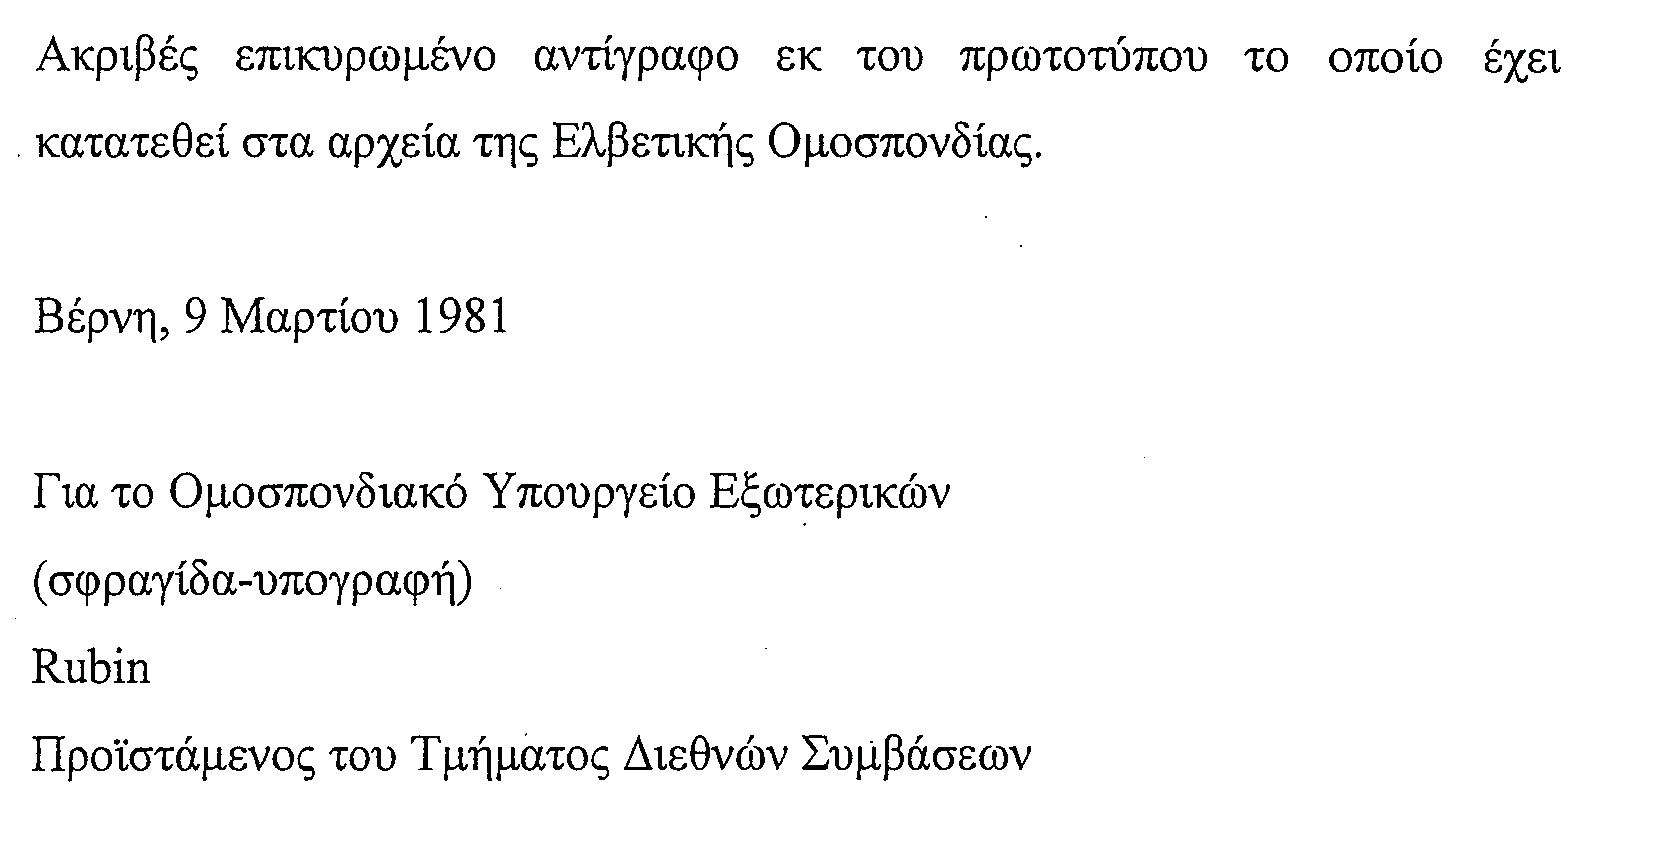 Ακριβές επικυρωμένο αντίγραφο εκ του πρωτοτύπου το οποίο έχει
κατατεθεί στα αρχεία της Ελβετικής Ομοσπονδίας.
Βέρνη, 9 Μαρτίου 1981
Για το Ομοσπονδιακό Υπουργείο Εξωτερικών
(σφραγίδα-υπογραφή)
Rubin
Προϊστάμενος του Τμήματος Διεθνών Συμβάσεων